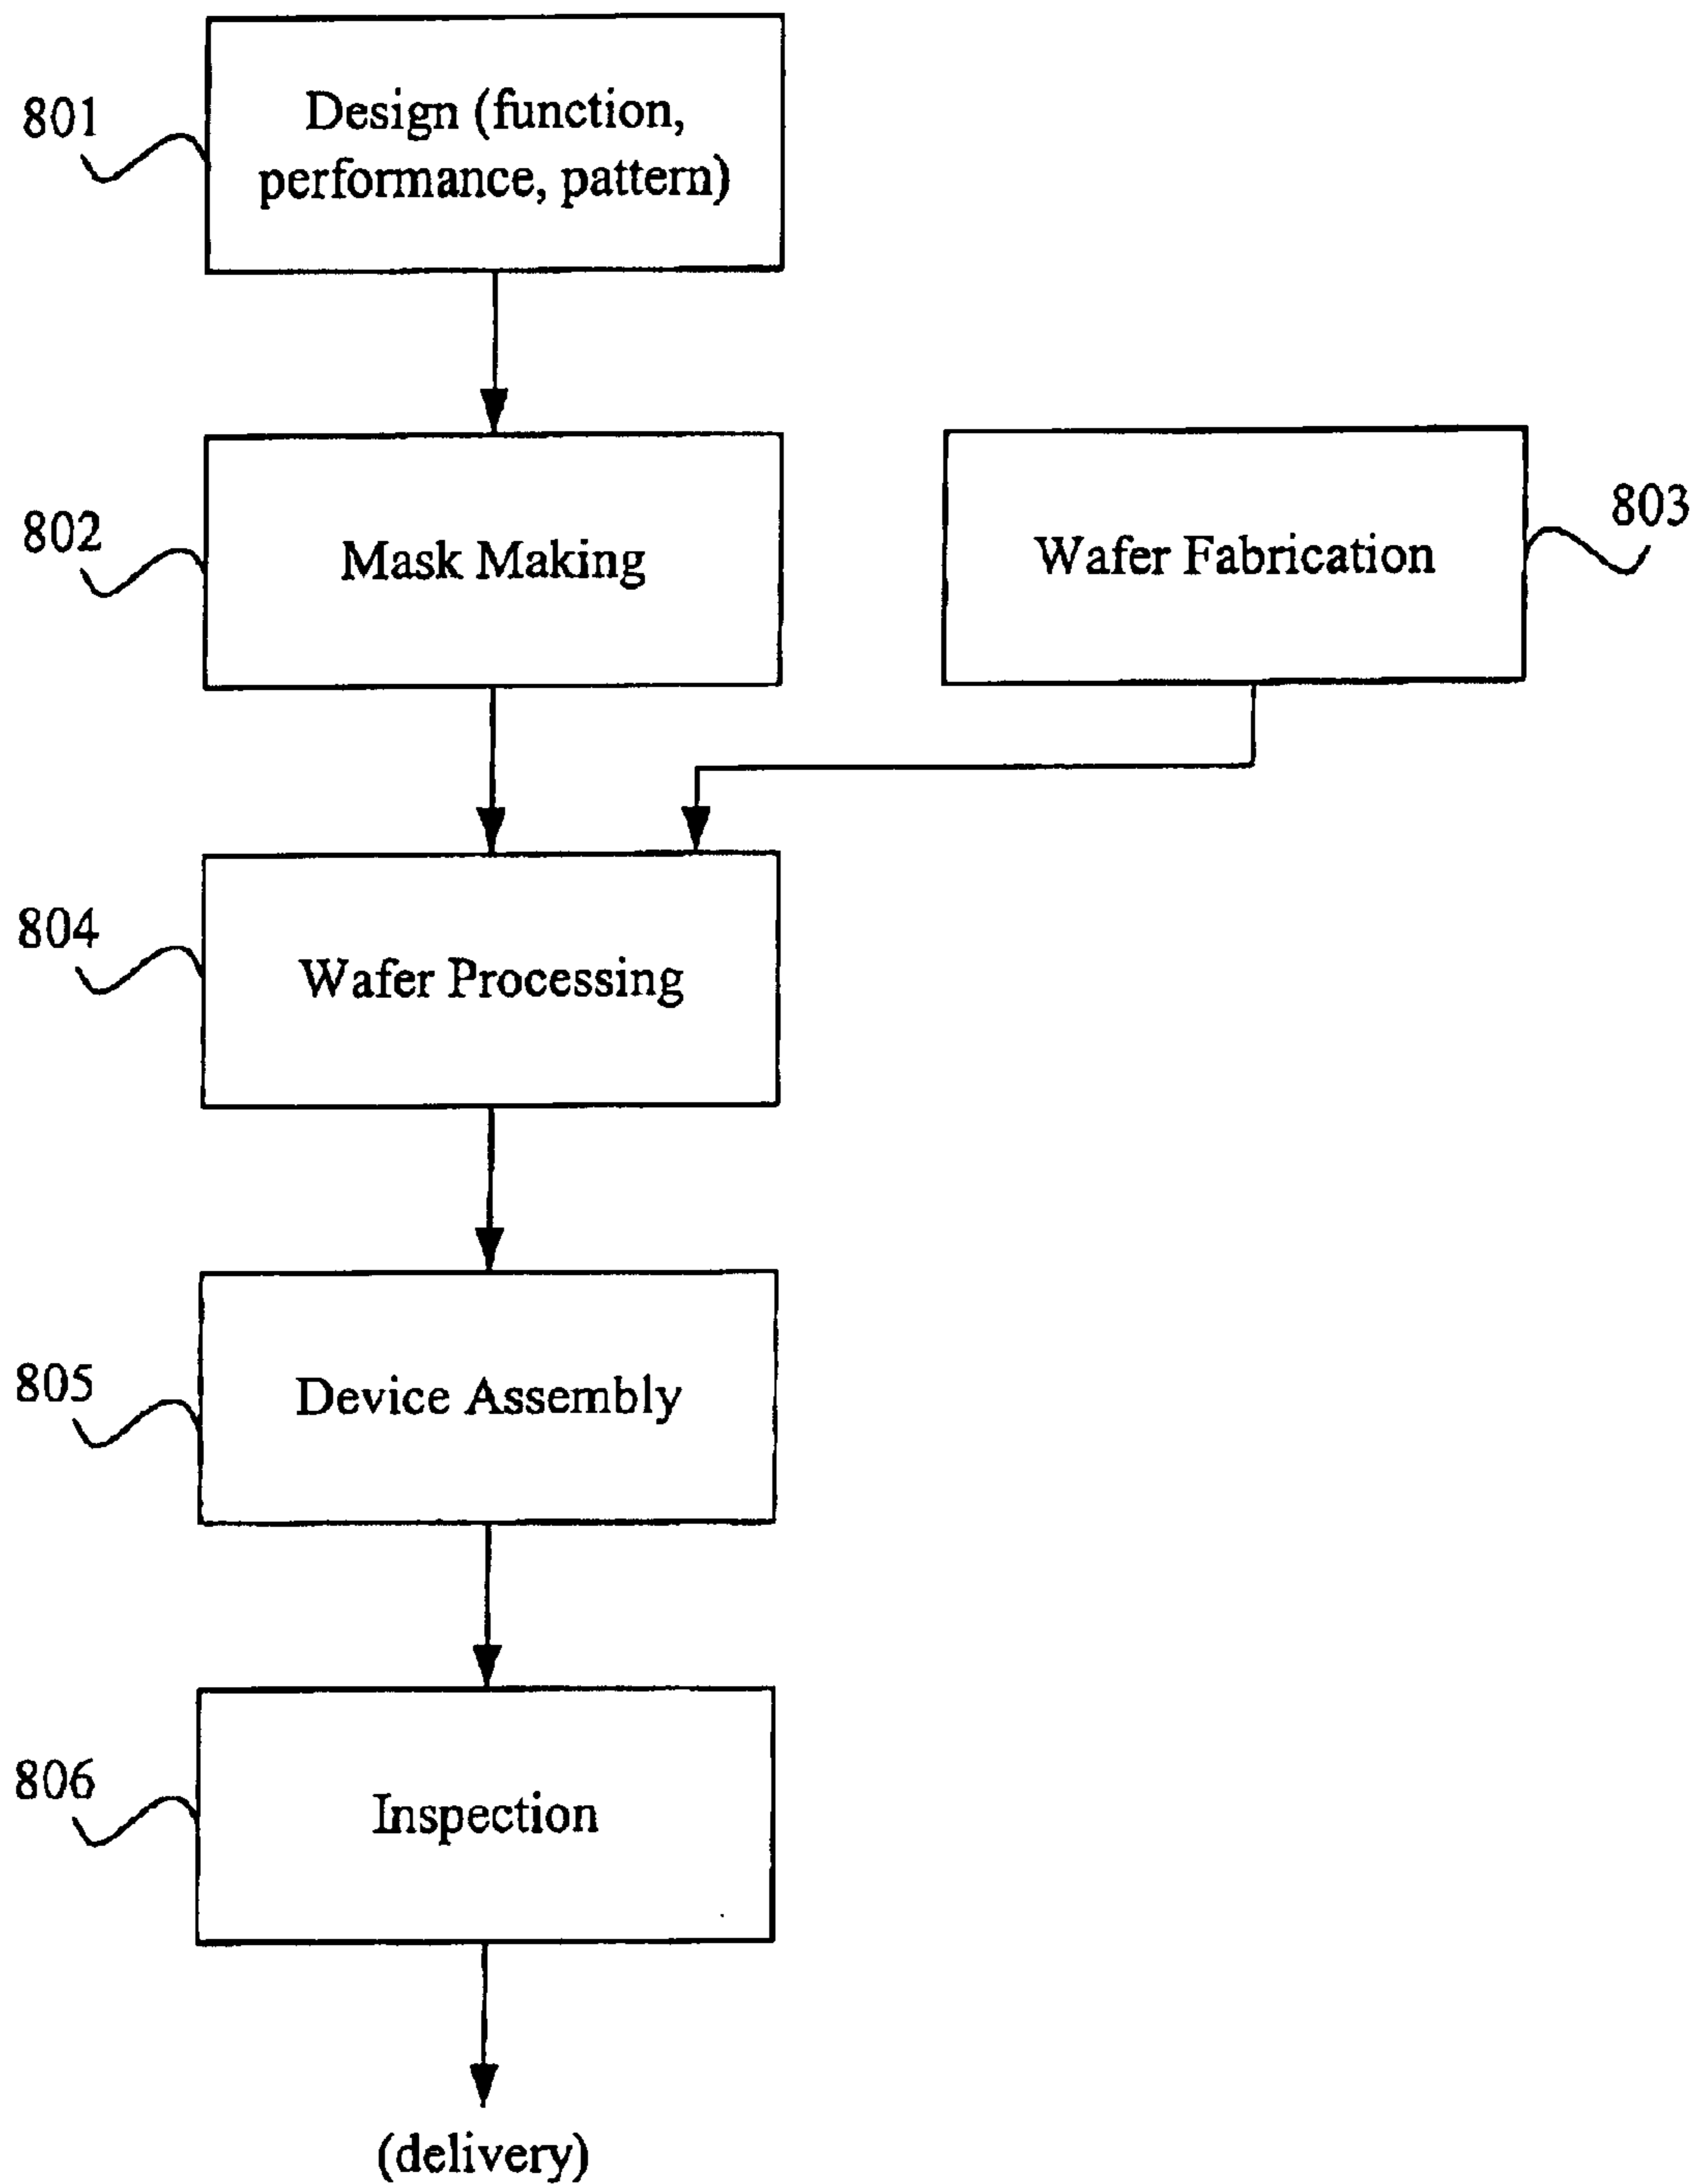 801
Design (function,
performance, pattern)
802
Mask Making
Wafer Fabrication
803
804
Wafer Processing
805
Device Assembly
806
Inspection
(delivery)